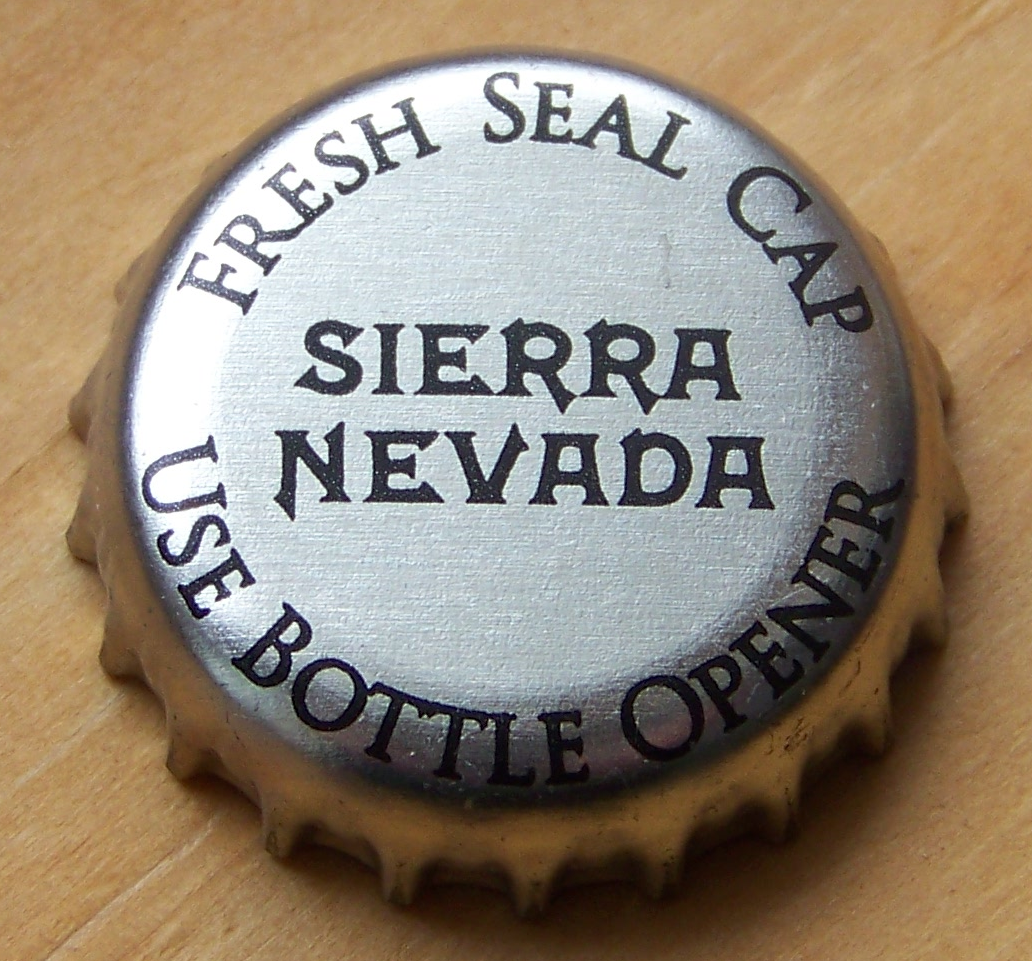 FRESH SEAL CAP
SIERRA
NEVADA
USE BOTTLE OPENER